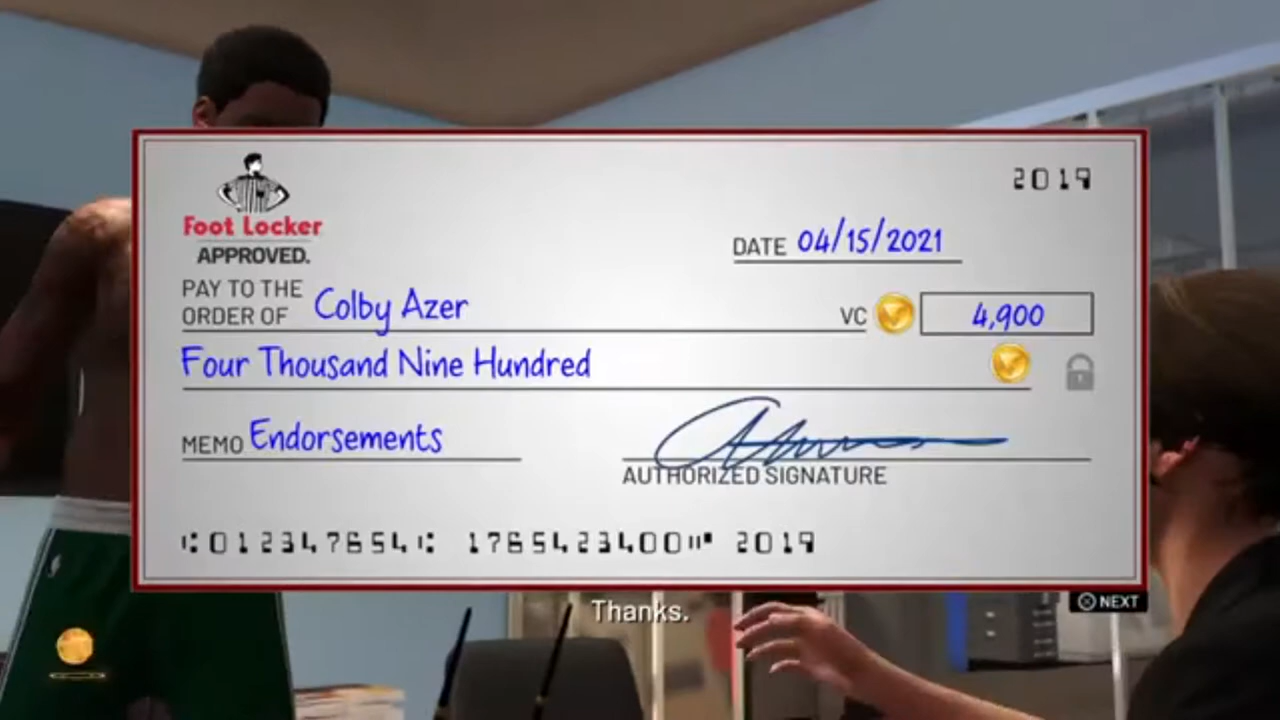 2019
Foot Locker
APPROVED.
DATE 04/15/2021
PAY TO THE
ORDER OF Colby Azer VC 4,900
Four Thousand Nine Hundred
MEMO Endorsements
AUTHORIZED SIGNATURE
⑆012347654⑆ 1765423400⑈ 2019
NEXT
Thanks.